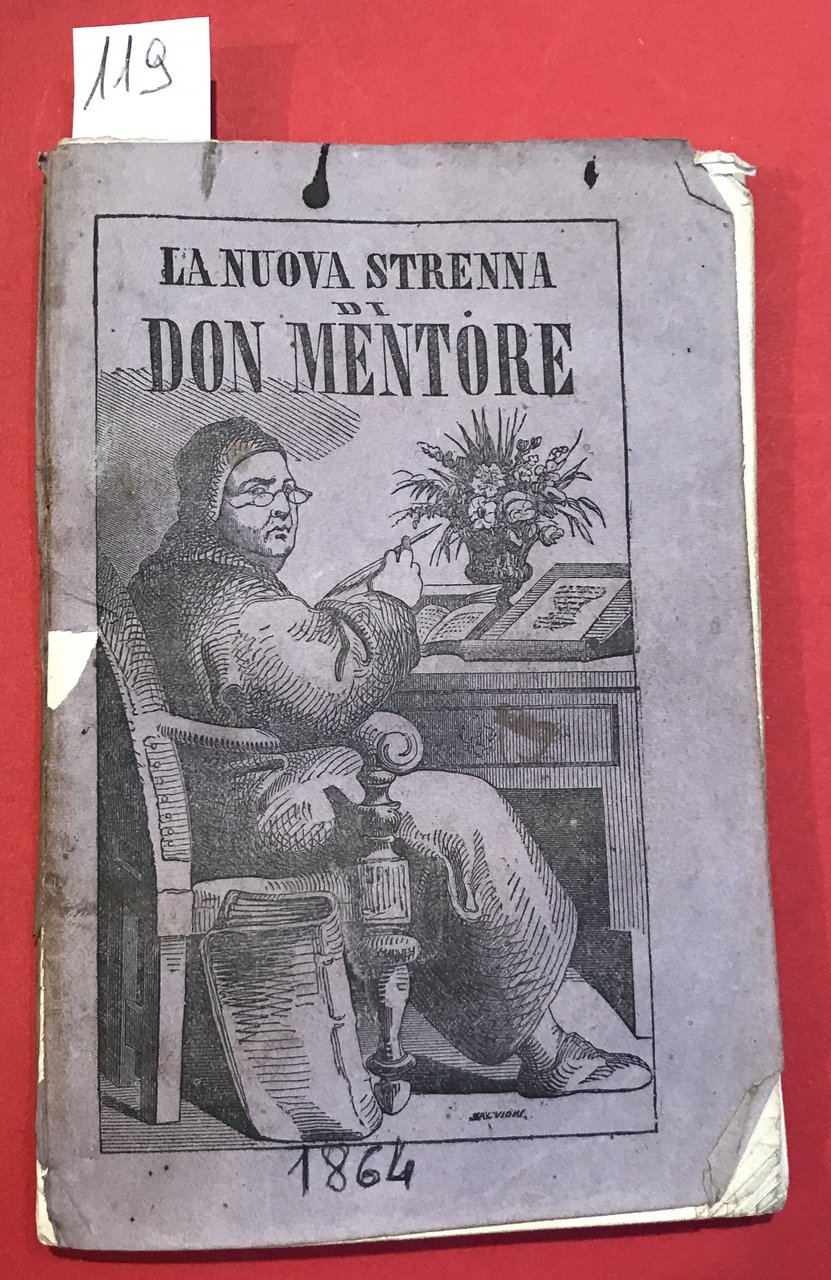 119
LA NUOVA STRENNA
DI
DON MENTORE
SALVIONI
1864